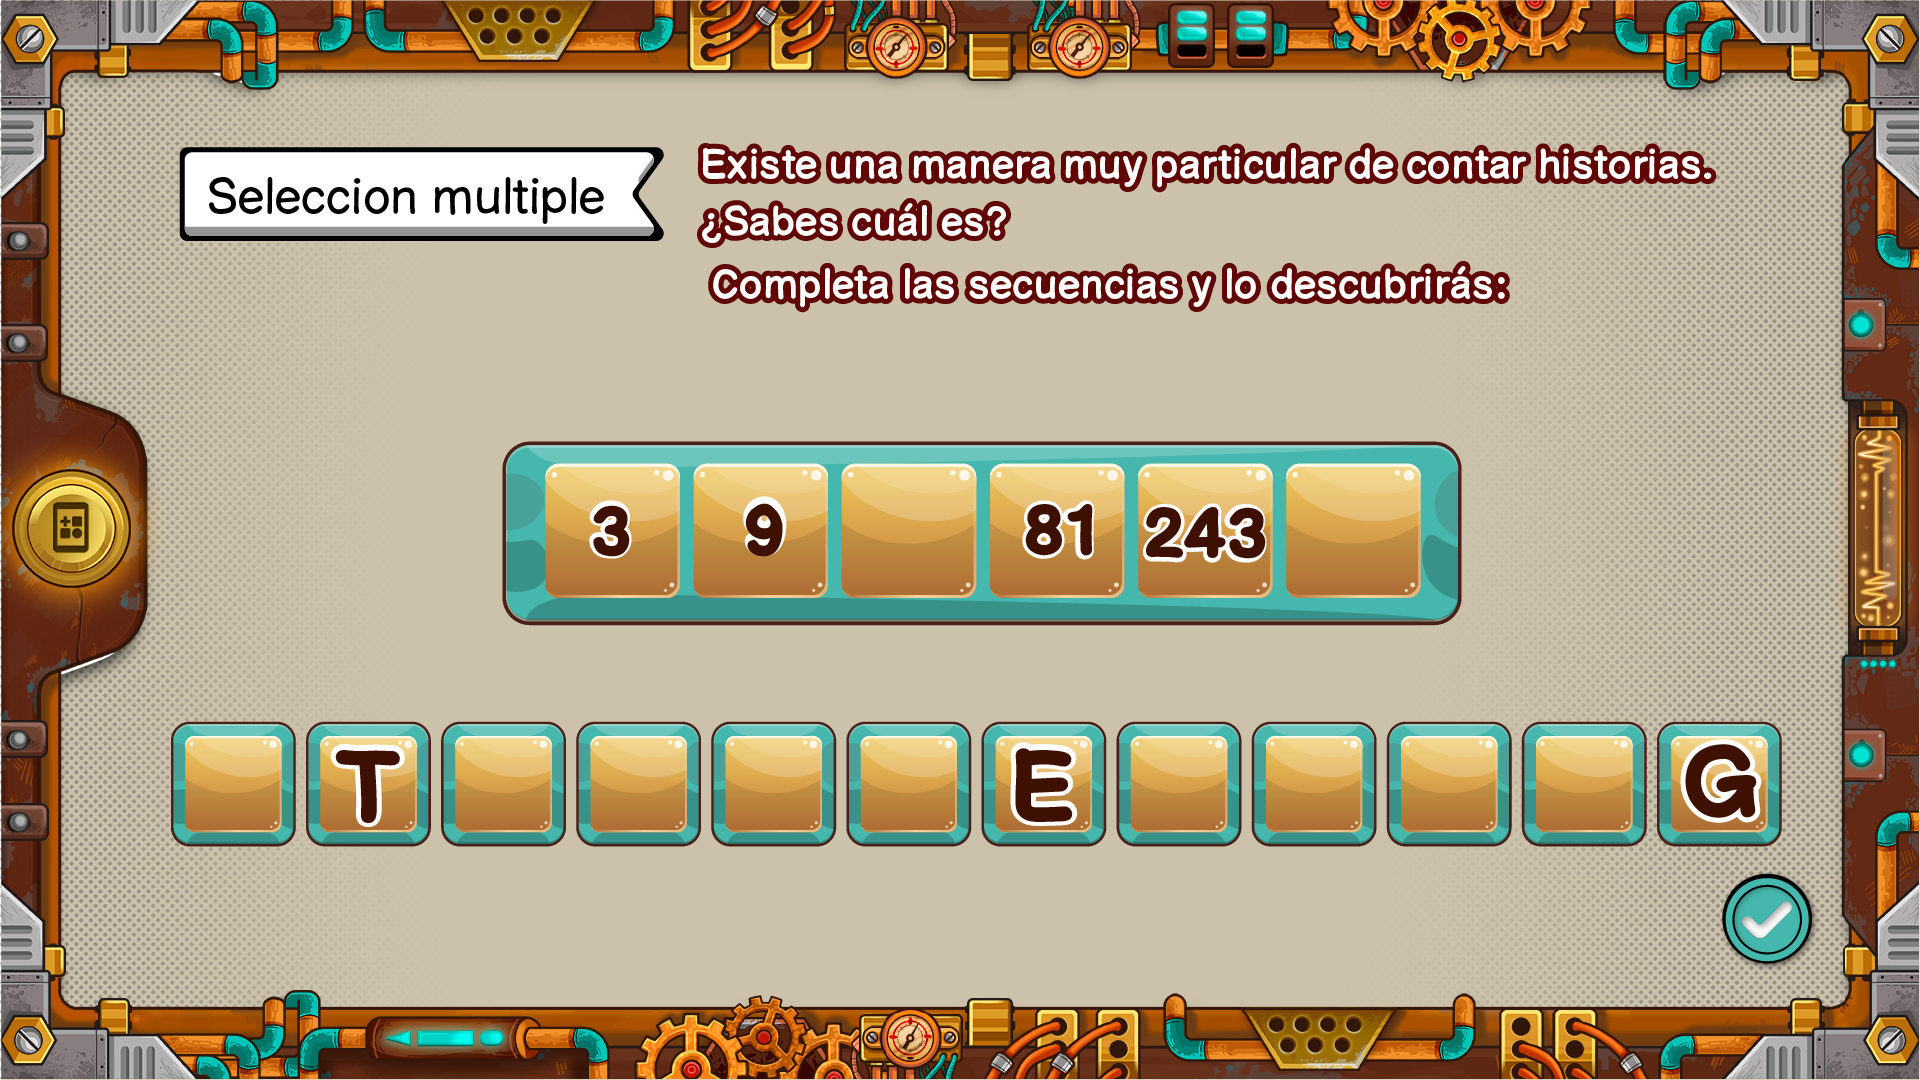 Seleccion multiple
Existe una manera muy particular de contar historias.
¿Sabes cuál es?
Completa las secuencias y lo descubrirás:
3 9 81 243
T E G